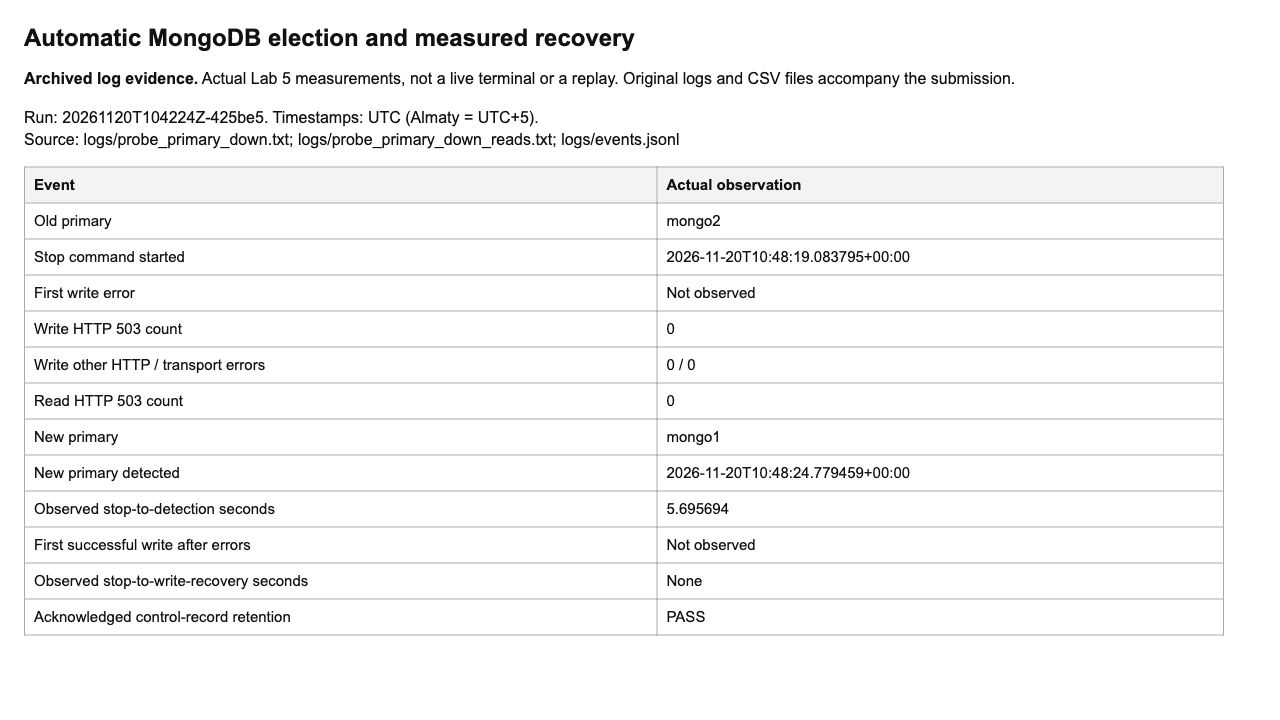 Automatic MongoDB election and measured recovery
Archived log evidence. Actual Lab 5 measurements, not a live terminal or a replay. Original logs and CSV files accompany the submission.
Run: 20261120T104224Z-425be5. Timestamps: UTC (Almaty = UTC+5).
Source: logs/probe_primary_down.txt; logs/probe_primary_down_reads.txt; logs/events.jsonl
Event Actual observation
Old primary mongo2
Stop command started 2026-11-20T10:48:19.083795+00:00
First write error Not observed
Write HTTP 503 count 0
Write other HTTP / transport errors 0 / 0
Read HTTP 503 count 0
New primary mongo1
New primary detected 2026-11-20T10:48:24.779459+00:00
Observed stop-to-detection seconds 5.695694
First successful write after errors Not observed
Observed stop-to-write-recovery seconds None
Acknowledged control-record retention PASS